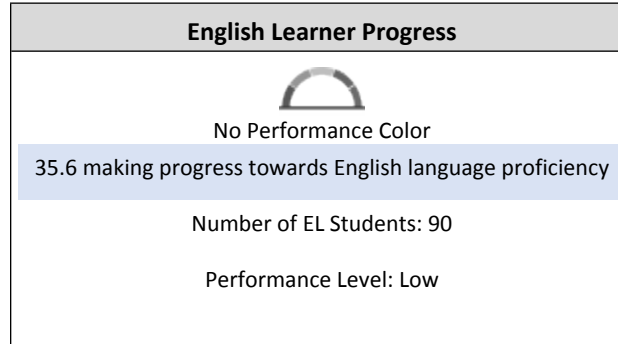 English Learner Progress
No Performance Color
35.6 making progress towards English language proficiency
Number of EL Students: 90
Performance Level: Low